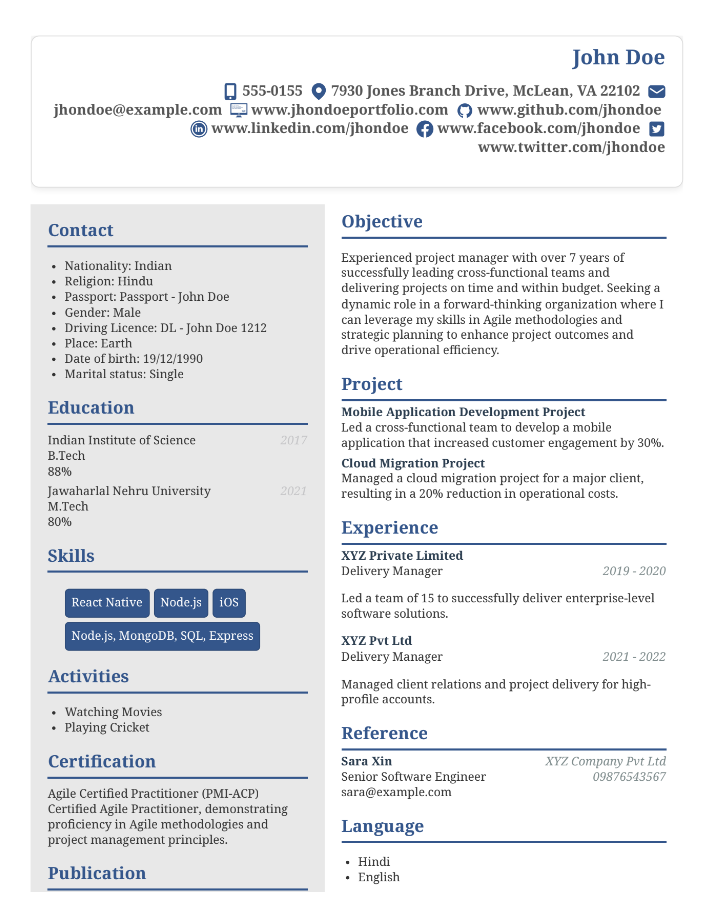 John Doe
555-0155 7930 Jones Branch Drive, McLean, VA 22102
jhondoe@example.com www.jhondoeportfolio.com www.github.com/jhondoe
www.linkedin.com/jhondoe www.facebook.com/jhondoe
www.twitter.com/jhondoe
Contact
• Nationality: Indian
• Religion: Hindu
• Passport: Passport - John Doe
• Gender: Male
• Driving Licence: DL - John Doe 1212
• Place: Earth
• Date of birth: 19/12/1990
• Marital status: Single
Education
Indian Institute of Science 2017
B.Tech
88%
Jawaharlal Nehru University 2021
M.Tech
80%
Skills
React Native Node.js iOS
Node.js, MongoDB, SQL, Express
Activities
• Watching Movies
• Playing Cricket
Certification
Agile Certified Practitioner (PMI-ACP)
Certified Agile Practitioner, demonstrating
proficiency in Agile methodologies and
project management principles.
Publication
Objective
Experienced project manager with over 7 years of
successfully leading cross-functional teams and
delivering projects on time and within budget. Seeking a
dynamic role in a forward-thinking organization where I
can leverage my skills in Agile methodologies and
strategic planning to enhance project outcomes and
drive operational efficiency.
Project
Mobile Application Development Project
Led a cross-functional team to develop a mobile
application that increased customer engagement by 30%.
Cloud Migration Project
Managed a cloud migration project for a major client,
resulting in a 20% reduction in operational costs.
Experience
XYZ Private Limited
Delivery Manager 2019 - 2020
Led a team of 15 to successfully deliver enterprise-level
software solutions.
XYZ Pvt Ltd
Delivery Manager 2021 - 2022
Managed client relations and project delivery for high-
profile accounts.
Reference
Sara Xin XYZ Company Pvt Ltd
Senior Software Engineer 09876543567
sara@example.com
Language
• Hindi
• English